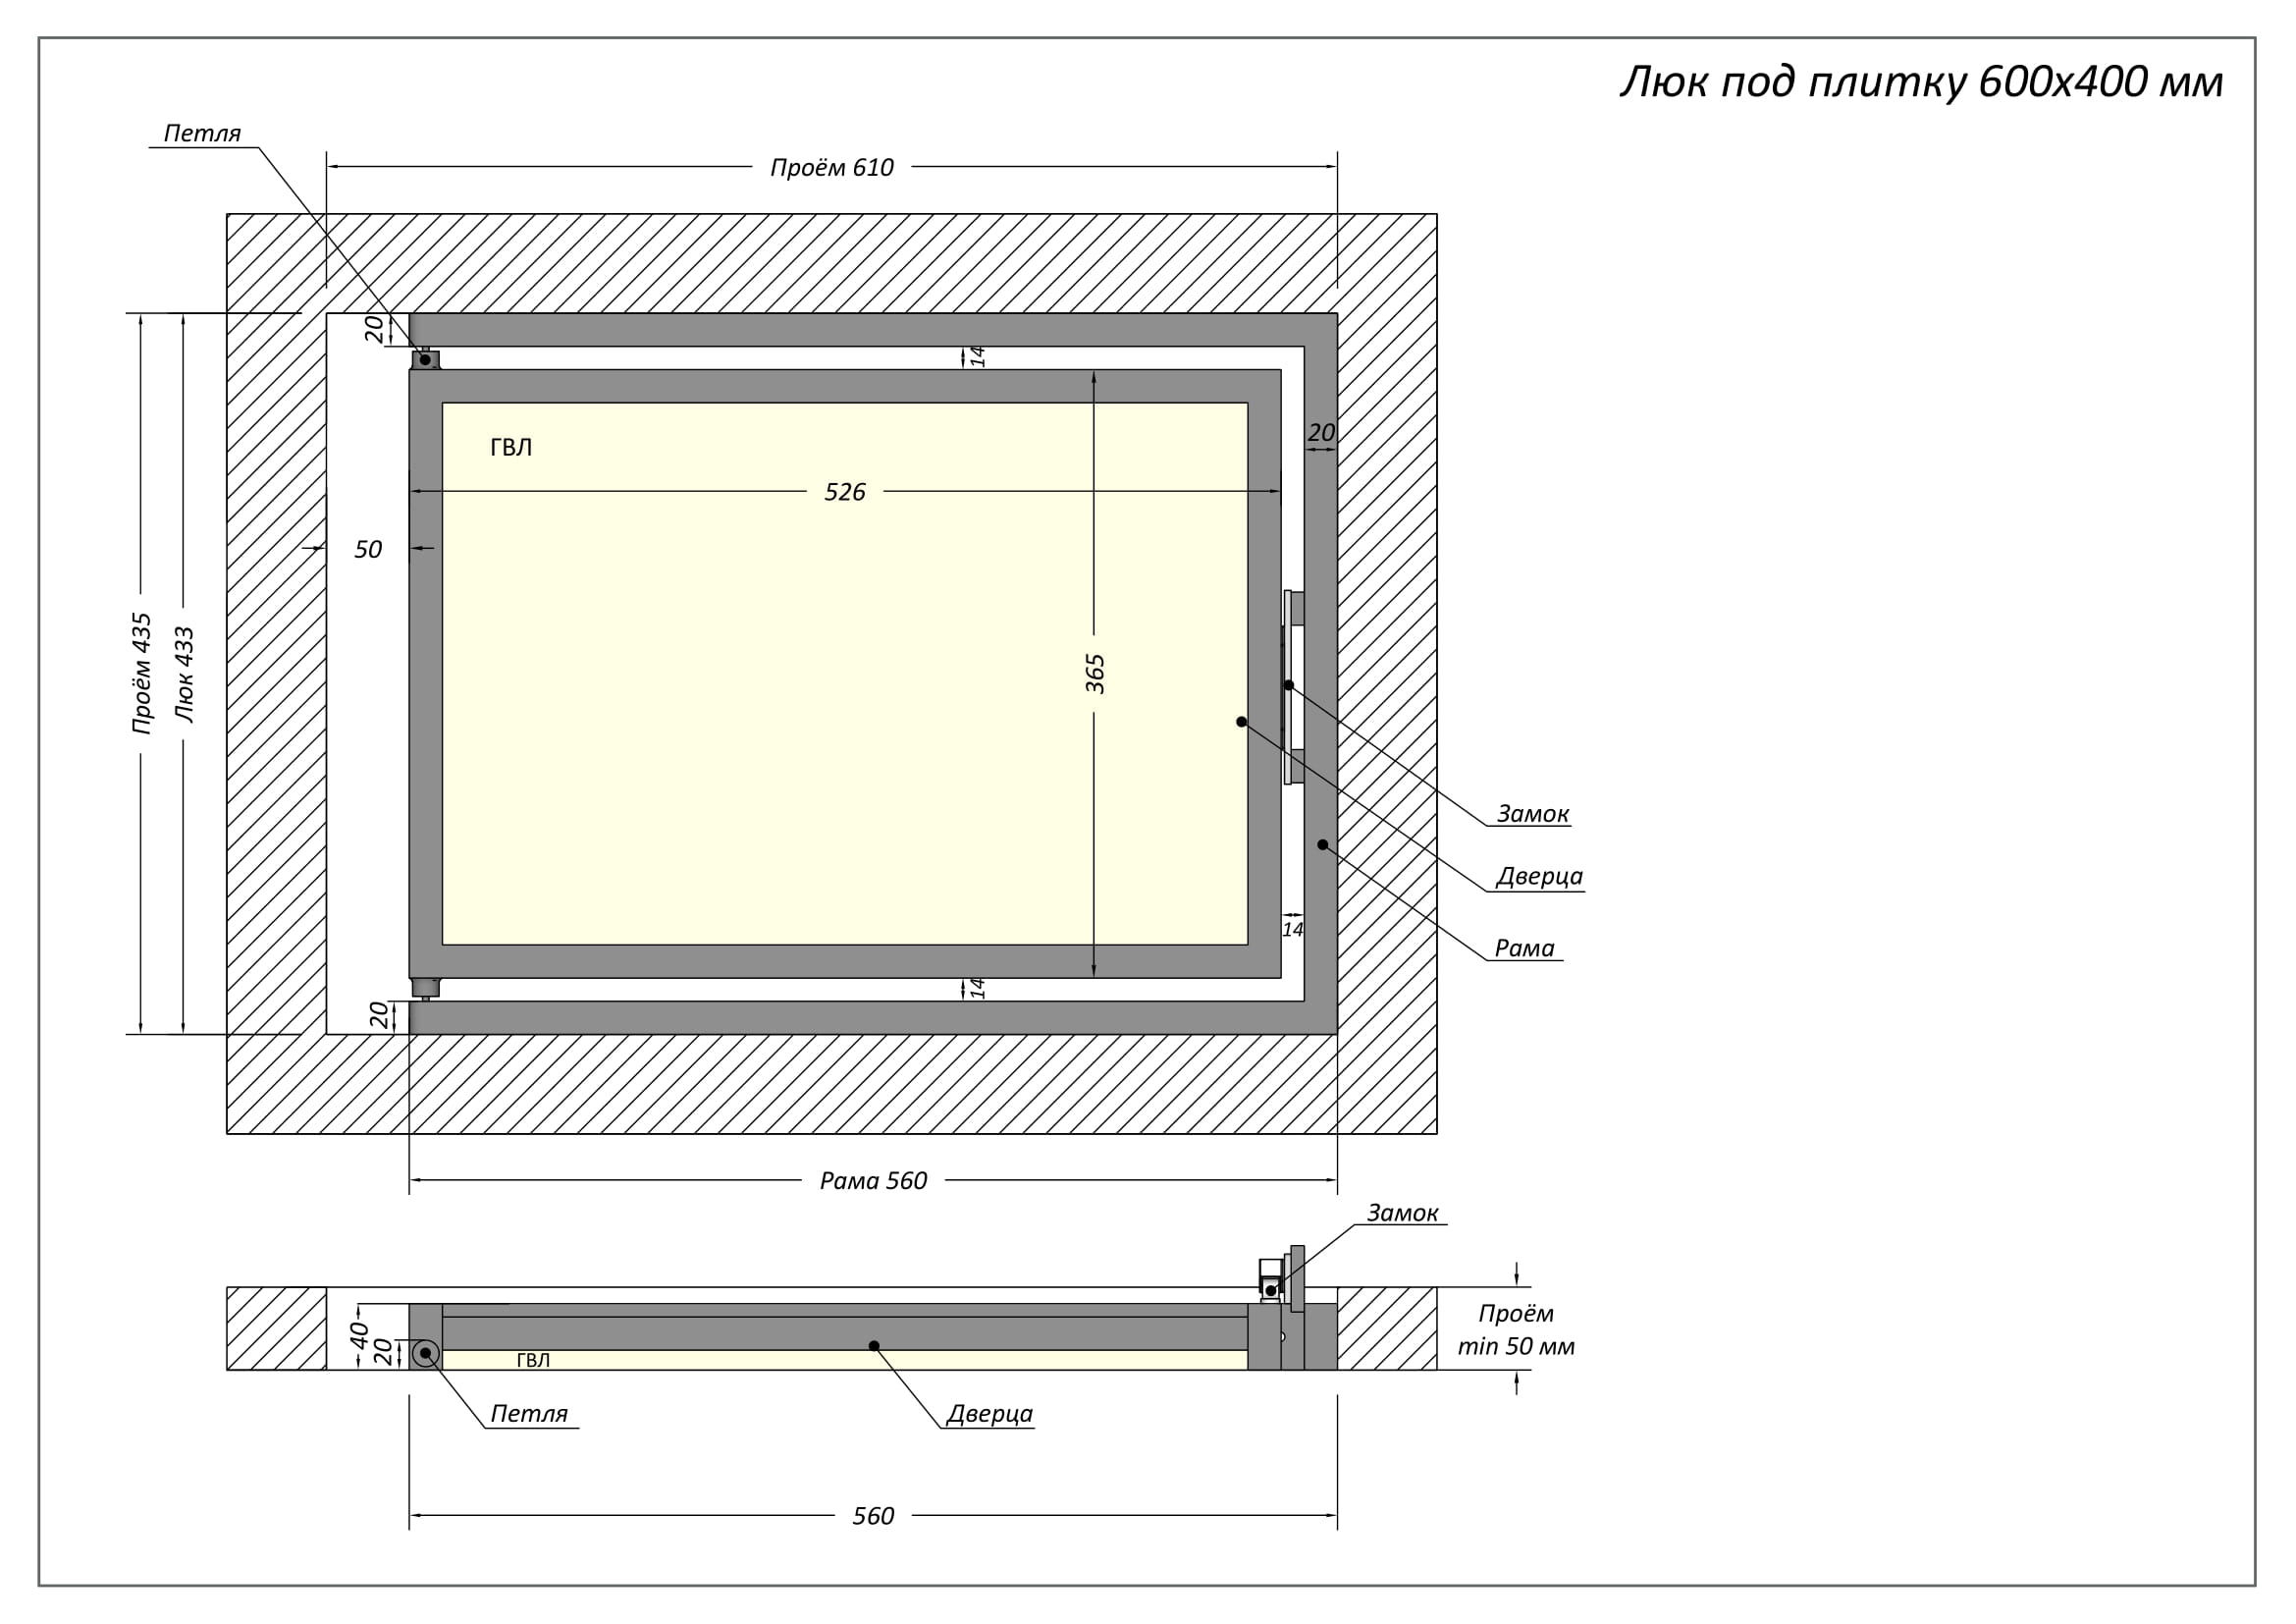 Люк под плитку 600х400 мм
Петля
Проём 610
20
14
20
ГВЛ
526
50
Проём 435
Люк 433
365
Замок
Дверца
14
Рама
14
20
Рама 560
Замок
Проём
min 50 мм
40
20
ГВЛ
Петля
Дверца
560